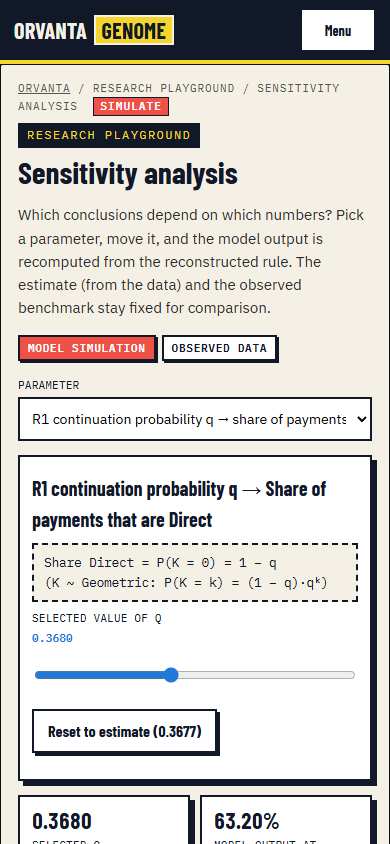 ORVANTA GENOME
Menu
ORVANTA / RESEARCH PLAYGROUND / SENSITIVITY
ANALYSIS SIMULATE
RESEARCH PLAYGROUND
Sensitivity analysis
Which conclusions depend on which numbers? Pick
a parameter, move it, and the model output is
recomputed from the reconstructed rule. The
estimate (from the data) and the observed
benchmark stay fixed for comparison.
MODEL SIMULATION OBSERVED DATA
PARAMETER
R1 continuation probability q → share of payments
R1 continuation probability q → Share of
payments that are Direct
Share Direct = P(K = 0) = 1 − q
(K ~ Geometric: P(K = k) = (1 − q)·qᵏ)
SELECTED VALUE OF Q
0.3680
Reset to estimate (0.3677)
0.3680
63.20%
SELECTED Q
MODEL OUTPUT AT